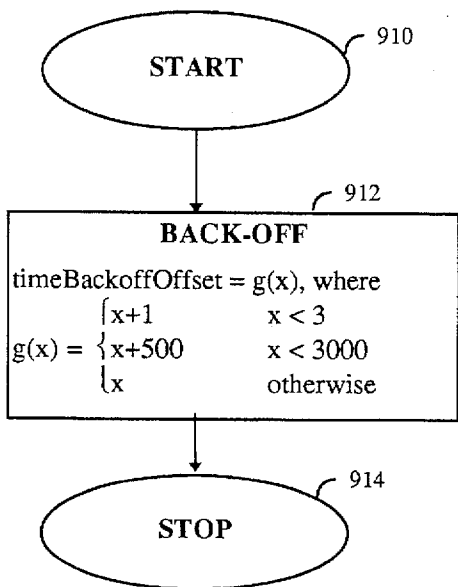 910
START
912
BACK-OFF
timeBackoffOffset = g(x), where
x+1 x < 3
g(x) = { x+500 x < 3000
x otherwise
914
STOP